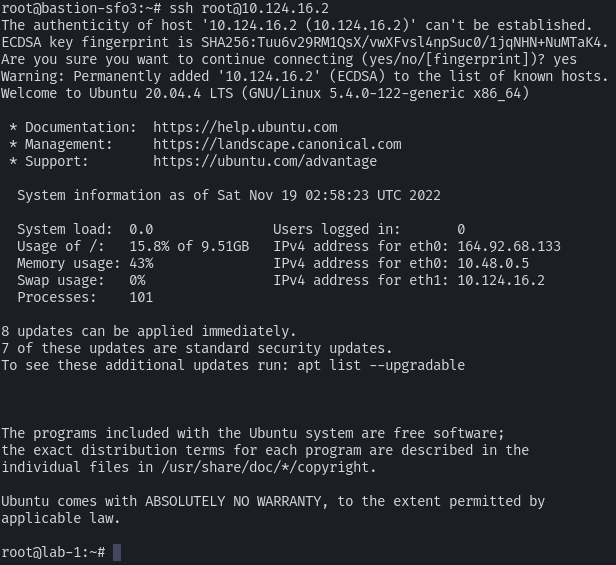 root@bastion-sfo3:~# ssh root@10.124.16.2
The authenticity of host '10.124.16.2 (10.124.16.2)' can't be established.
ECDSA key fingerprint is SHA256:Tuu6v29RM1QsX/vwXFvsl4npSuc0/1jqNHN+NuMTaK4.
Are you sure you want to continue connecting (yes/no/[fingerprint])? yes
Warning: Permanently added '10.124.16.2' (ECDSA) to the list of known hosts.
Welcome to Ubuntu 20.04.4 LTS (GNU/Linux 5.4.0-122-generic x86_64)
* Documentation:  https://help.ubuntu.com
* Management:     https://landscape.canonical.com
* Support:        https://ubuntu.com/advantage
System information as of Sat Nov 19 02:58:23 UTC 2022
System load:  0.0                Users logged in:       0
Usage of /:   15.8% of 9.51GB   IPv4 address for eth0: 164.92.68.133
Memory usage: 43%                IPv4 address for eth0: 10.48.0.5
Swap usage:   0%                 IPv4 address for eth1: 10.124.16.2
Processes:    101
8 updates can be applied immediately.
7 of these updates are standard security updates.
To see these additional updates run: apt list --upgradable
The programs included with the Ubuntu system are free software;
the exact distribution terms for each program are described in the
individual files in /usr/share/doc/*/copyright.
Ubuntu comes with ABSOLUTELY NO WARRANTY, to the extent permitted by
applicable law.
root@lab-1:~#